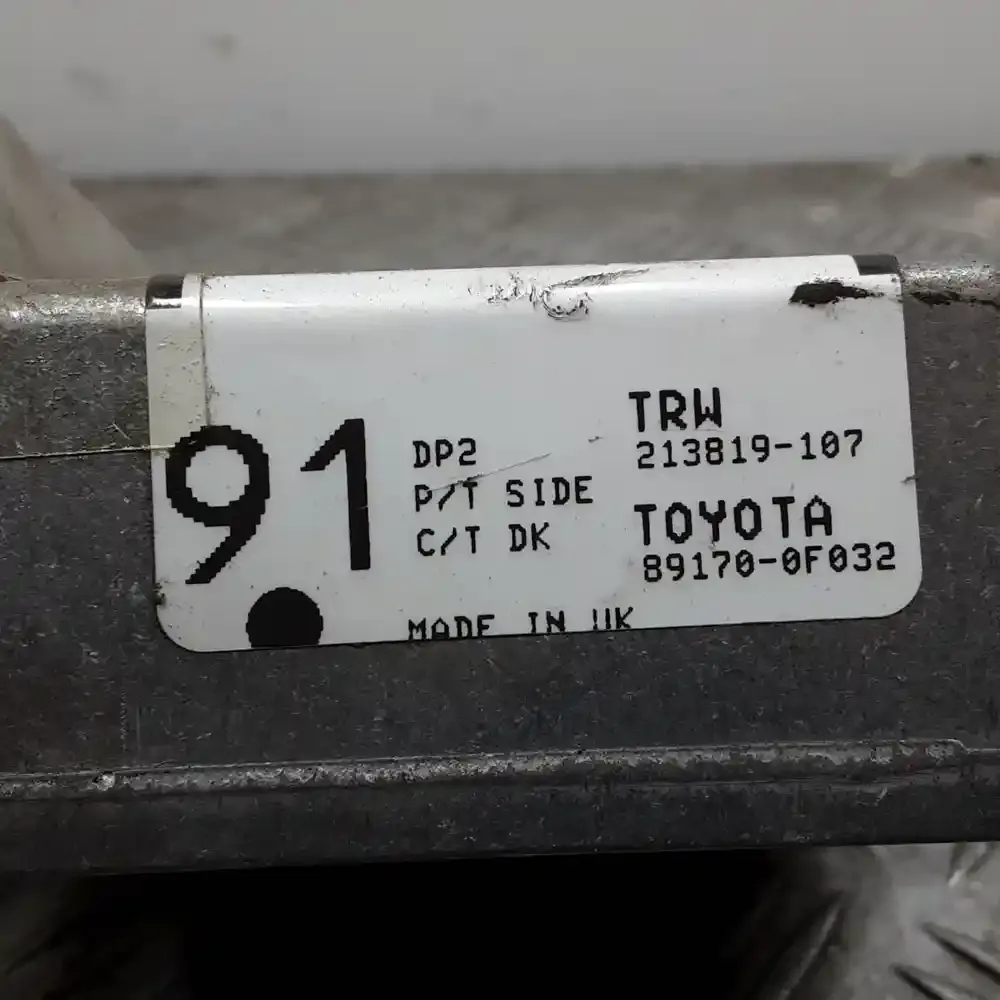 91
DP2
P/T SIDE
C/T DK
MADE IN UK
TRW
213819-107
TOYOTA
89170-0F032